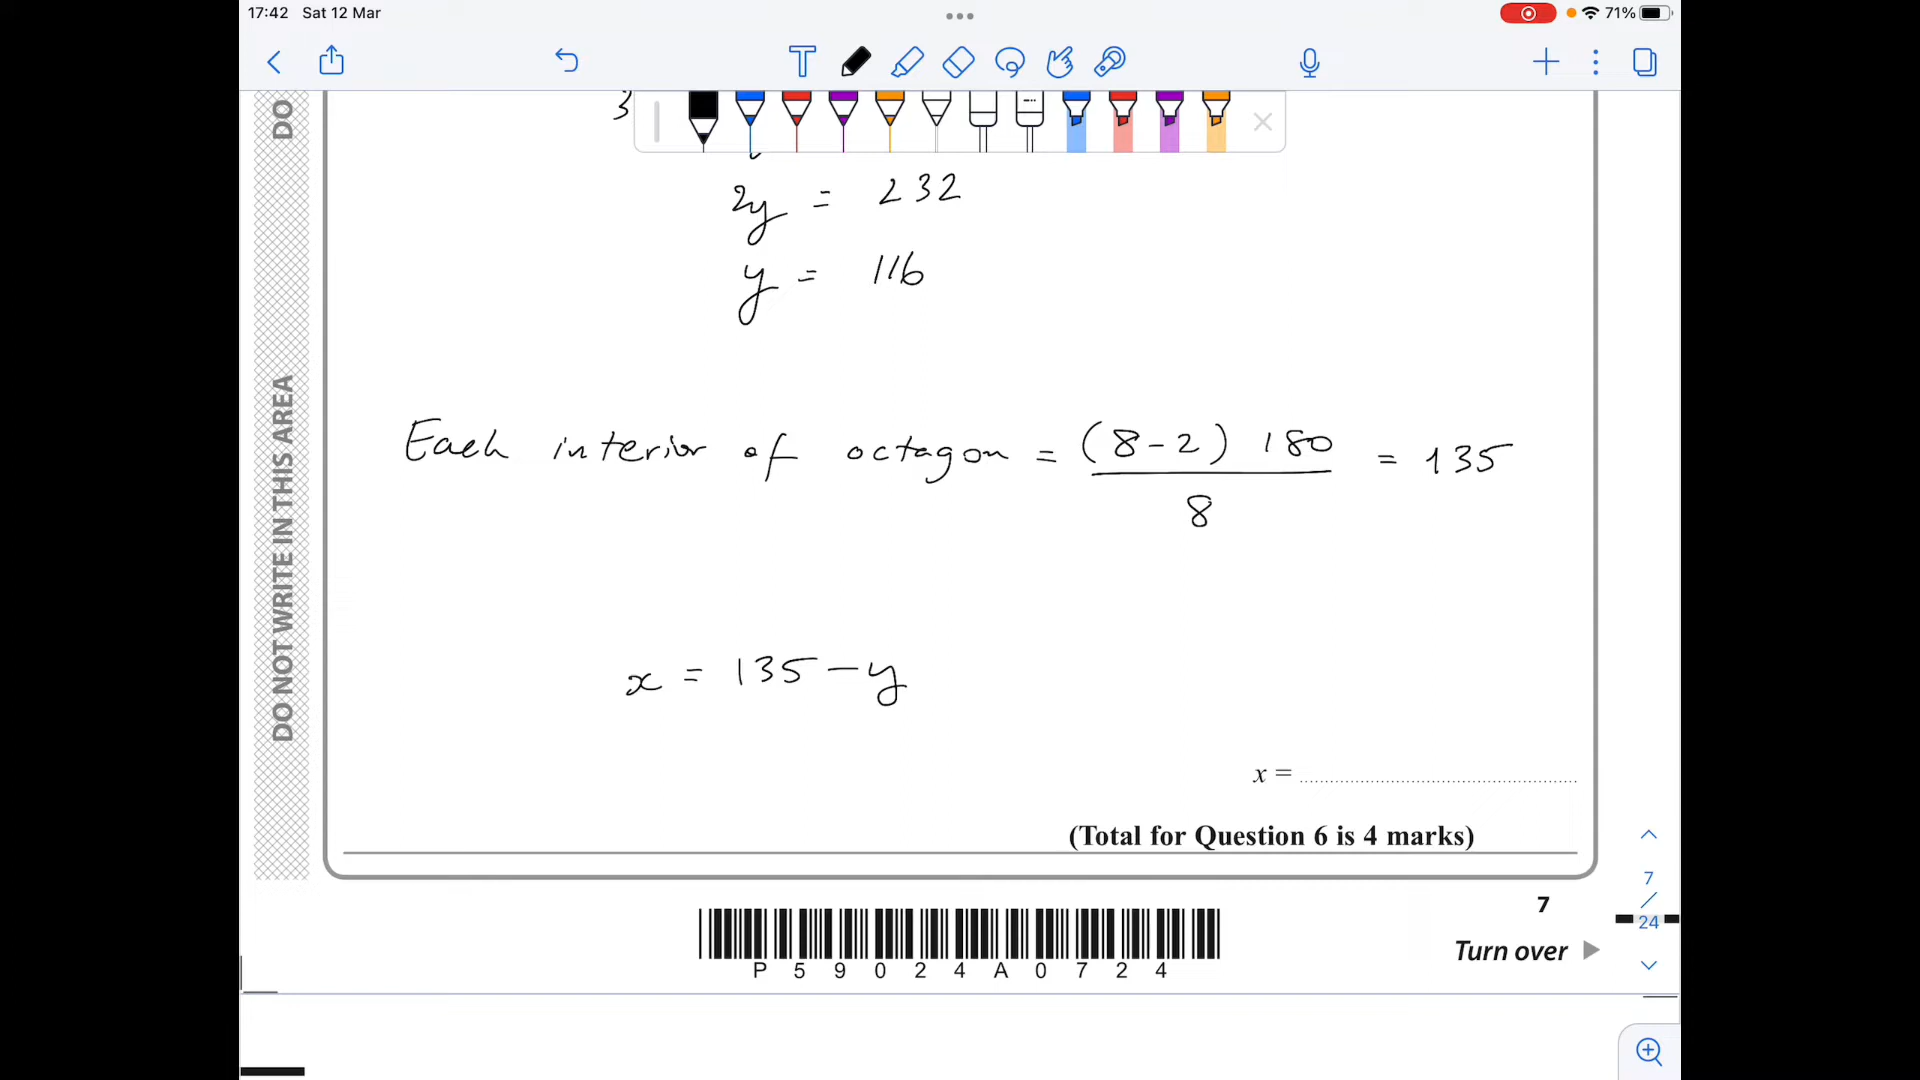 17:42 Sat 12 Mar
71%
DO
3
2y = 232
y = 116
DO NOT WRITE IN THIS AREA
Each interior of octagon = (8-2) 180 / 8 = 135
x = 135 - y
x = ................................................
(Total for Question 6 is 4 marks)
7
7 / 24
Turn over
P 5 9 0 2 4 A 0 7 2 4